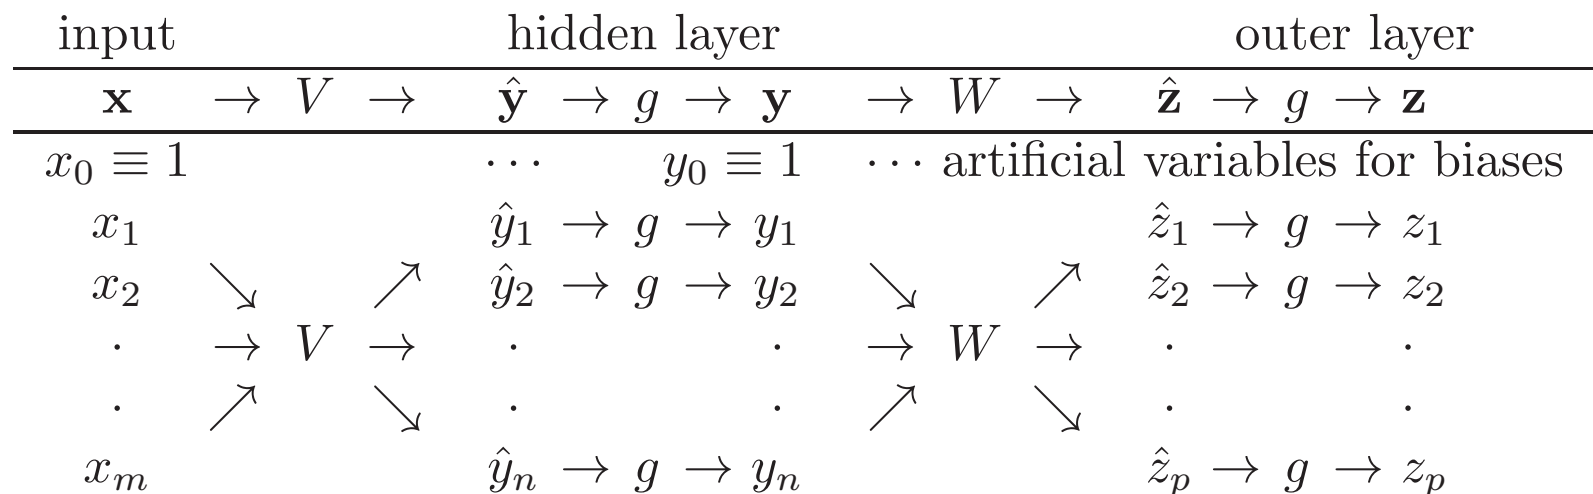 input hidden layer outer layer
x → V → ŷ → g → y → W → ẑ → g → z
x₀ ≡ 1 ⋯ y₀ ≡ 1 ⋯ artificial variables for biases
x₁ ŷ₁ → g → y₁ ẑ₁ → g → z₁
x₂ ↘ ↗ ŷ₂ → g → y₂ ↘ ↗ ẑ₂ → g → z₂
· → V → · · → W → · ·
· ↗ ↘ · · ↗ ↘ · ·
xₘ ŷₙ → g → yₙ ẑₚ → g → zₚ